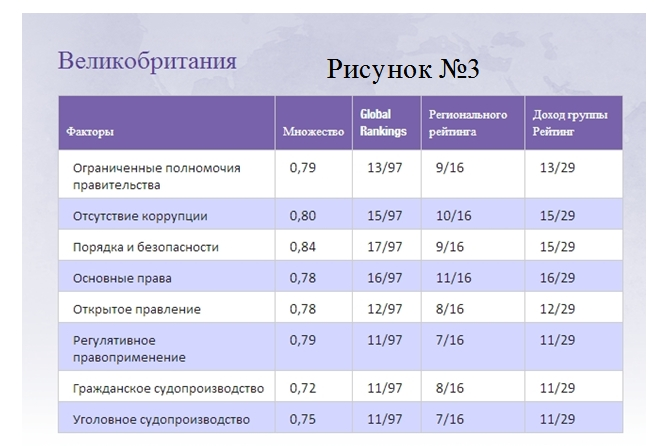 Великобритания
Рисунок №3
Факторы Множество Global Rankings Регионального рейтинга Доход группы Рейтинг
Ограниченные полномочия правительства 0,79 13/97 9/16 13/29
Отсутствие коррупции 0,80 15/97 10/16 15/29
Порядка и безопасности 0,84 17/97 9/16 15/29
Основные права 0,78 16/97 11/16 16/29
Открытое правление 0,78 12/97 8/16 12/29
Регулятивное правоприменение 0,79 11/97 7/16 11/29
Гражданское судопроизводство 0,72 11/97 8/16 11/29
Уголовное судопроизводство 0,75 11/97 7/16 11/29